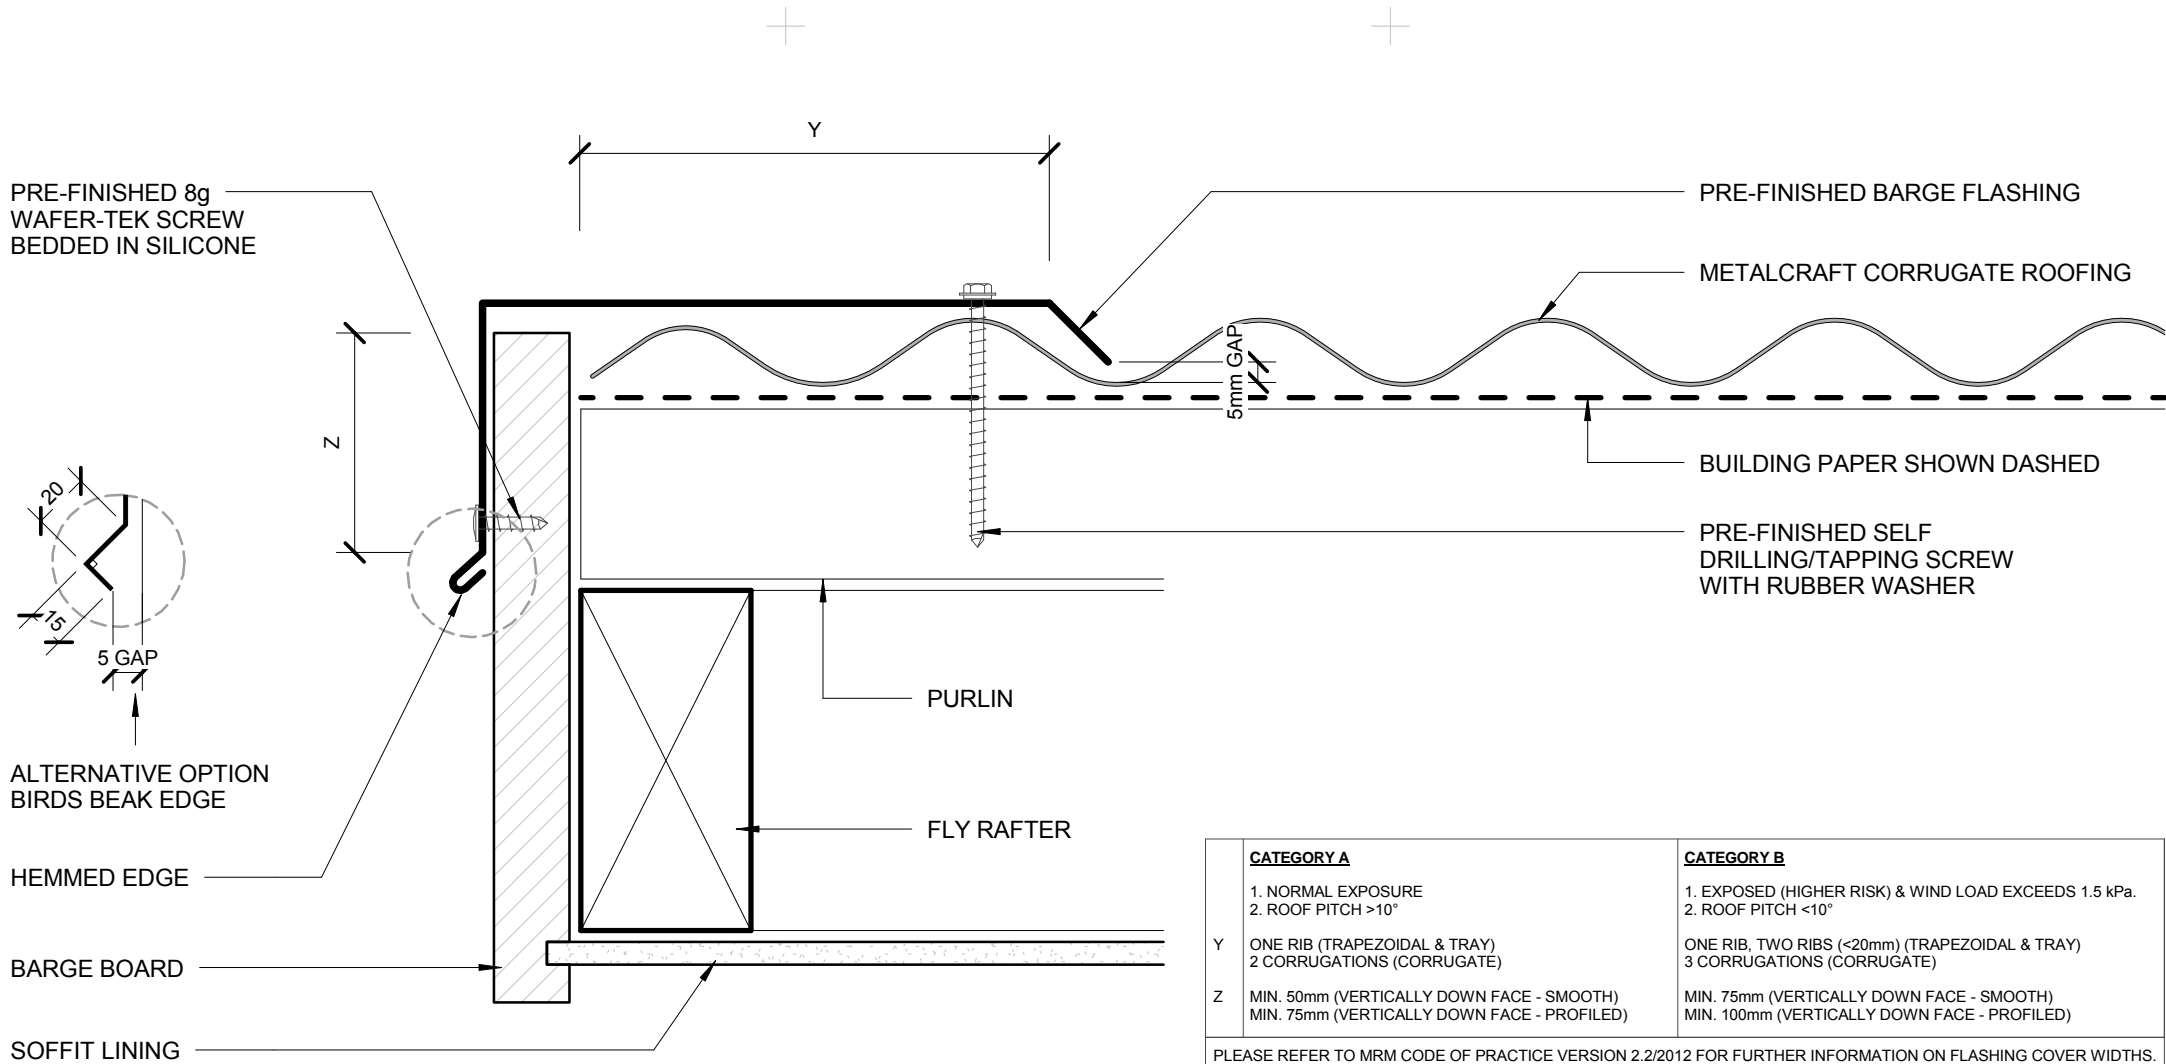 Y
PRE-FINISHED 8g
WAFER-TEK SCREW
BEDDED IN SILICONE
PRE-FINISHED BARGE FLASHING
METALCRAFT CORRUGATE ROOFING
5mm GAP
Z
BUILDING PAPER SHOWN DASHED
20
PRE-FINISHED SELF
DRILLING/TAPPING SCREW
WITH RUBBER WASHER
15
5 GAP
PURLIN
ALTERNATIVE OPTION
BIRDS BEAK EDGE
FLY RAFTER
HEMMED EDGE
BARGE BOARD
SOFFIT LINING
CATEGORY A
1. NORMAL EXPOSURE
2. ROOF PITCH >10°
CATEGORY B
1. EXPOSED (HIGHER RISK) & WIND LOAD EXCEEDS 1.5 kPa.
2. ROOF PITCH <10°
Y
ONE RIB (TRAPEZOIDAL & TRAY)
2 CORRUGATIONS (CORRUGATE)
ONE RIB, TWO RIBS (<20mm) (TRAPEZOIDAL & TRAY)
3 CORRUGATIONS (CORRUGATE)
Z
MIN. 50mm (VERTICALLY DOWN FACE - SMOOTH)
MIN. 75mm (VERTICALLY DOWN FACE - PROFILED)
MIN. 75mm (VERTICALLY DOWN FACE - SMOOTH)
MIN. 100mm (VERTICALLY DOWN FACE - PROFILED)
PLEASE REFER TO MRM CODE OF PRACTICE VERSION 2.2/2012 FOR FURTHER INFORMATION ON FLASHING COVER WIDTHS.